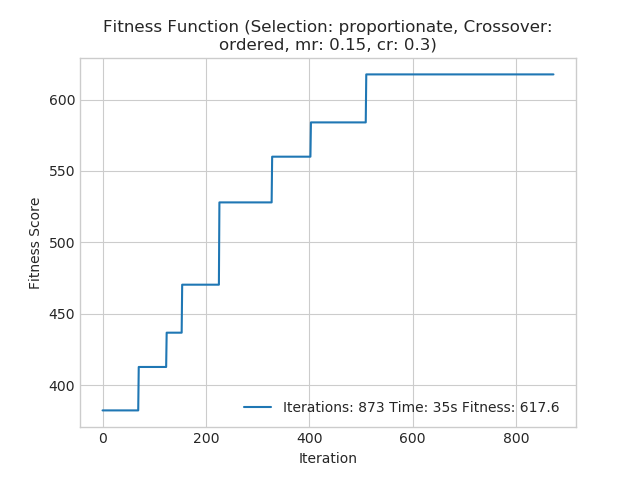 Fitness Function (Selection: proportionate, Crossover:
ordered, mr: 0.15, cr: 0.3)
600
550
500
450
400
Fitness Score
Iterations: 873 Time: 35s Fitness: 617.6
0 200 400 600 800
Iteration